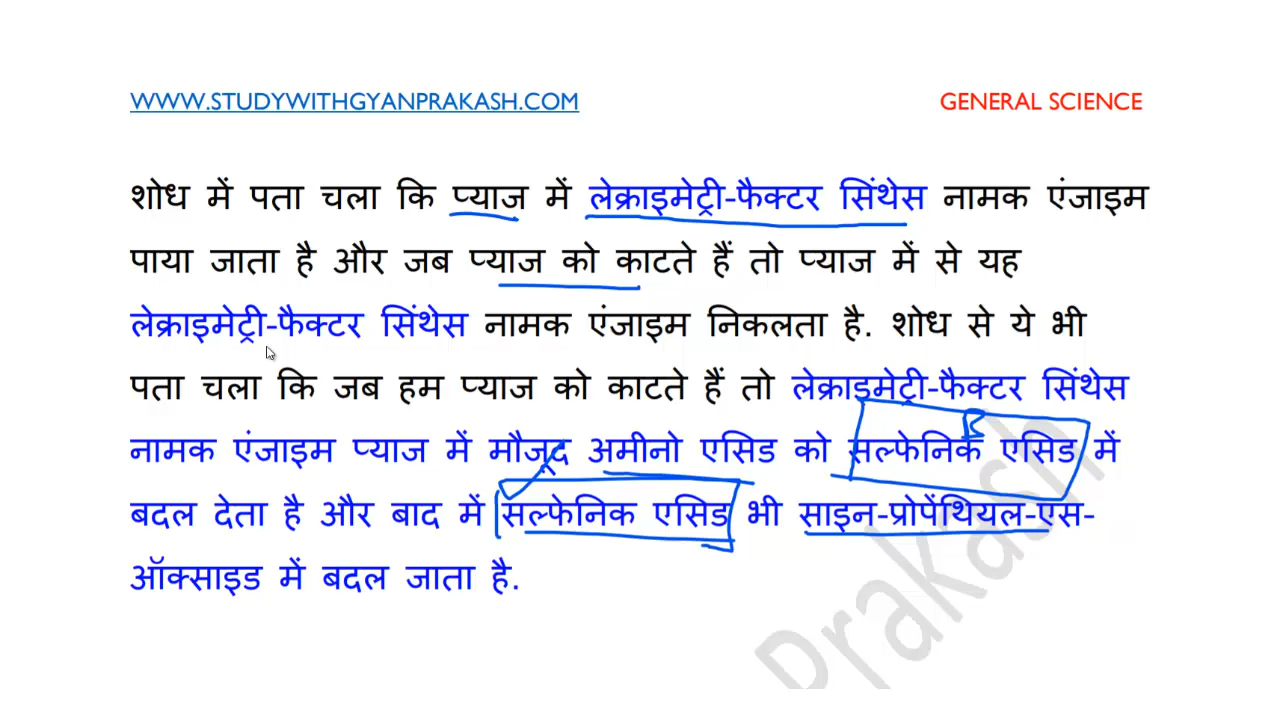 WWW.STUDYWITHGYANPRAKASH.COM GENERAL SCIENCE
शोध में पता चला कि प्याज में लेक्राइमेट्री-फैक्टर सिंथेस नामक एंजाइम
पाया जाता है और जब प्याज को काटते हैं तो प्याज में से यह
लेक्राइमेट्री-फैक्टर सिंथेस नामक एंजाइम निकलता है. शोध से ये भी
पता चला कि जब हम प्याज को काटते हैं तो लेक्राइमेट्री-फैक्टर सिंथेस
नामक एंजाइम प्याज में मौजूद अमीनो एसिड को सल्फेनिक एसिड में
बदल देता है और बाद में सल्फेनिक एसिड भी साइन-प्रोपेंथियल-एस-
ऑक्साइड में बदल जाता है.
Prakash